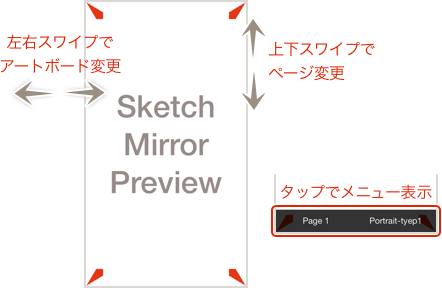 左右スワイプで
アートボード変更
上下スワイプで
ページ変更
Sketch
Mirror
Preview
タップでメニュー表示
Page 1
Portrait-tyep1